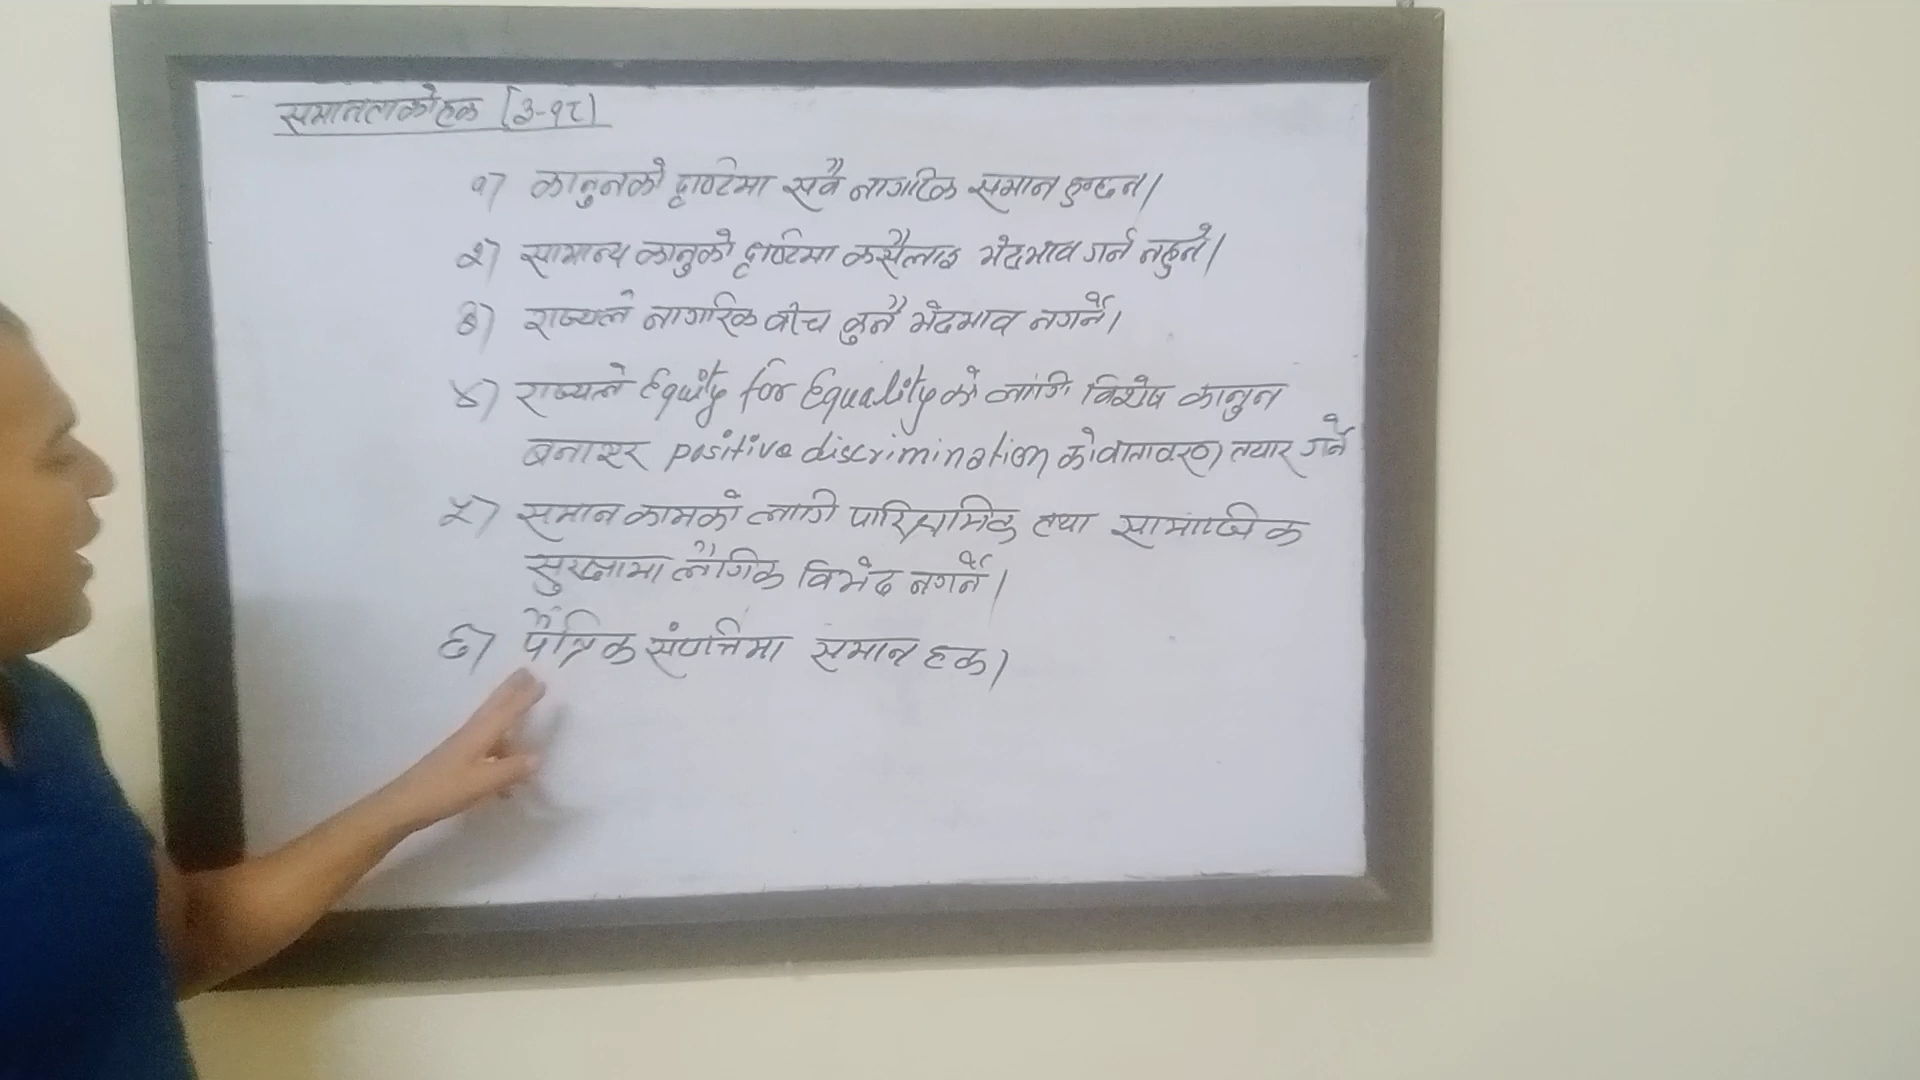 समानताको हक (३-१८)
१) कानुनको दृष्टिमा सवै नागरिक समान हुन्छन।
२) सामान्य कानुको दृष्टिमा कसैलाइ भेदभाव गर्न नहुने।
३) राज्यले नागरिक वीच कुनै भेदभाव नगर्ने।
४) राज्यले Equity for Equality को लागि विशेष कानुन
बनाएर positive discrimination को वातावरण तयार गर्ने
५) समान कामको लागि पारिश्रमिक तथा सामाजिक
सुरक्षामा लैंगिक विभेद नगर्ने।
६) पैत्रिक संपत्तिमा समान हक।